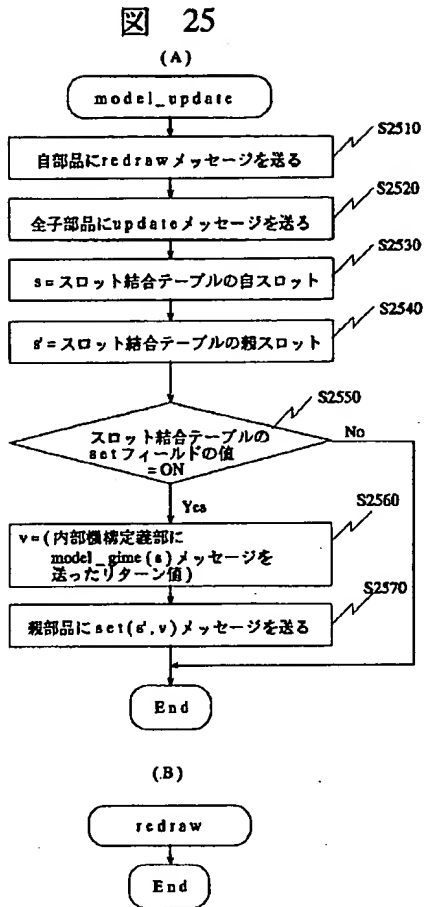 図 25
(A)
model_update
S2510
自部品にredrawメッセージを送る
S2520
全子部品にupdateメッセージを送る
S2530
s=スロット結合テーブルの自スロット
S2540
s'=スロット結合テーブルの親スロット
S2550
スロット結合テーブルの
setフィールドの値
=ON
No
Yes
S2560
v=(内部機構定義部に
model_gime(s)メッセージを
送ったリターン値)
S2570
親部品にset(s',v)メッセージを送る
End
(B)
redraw
End